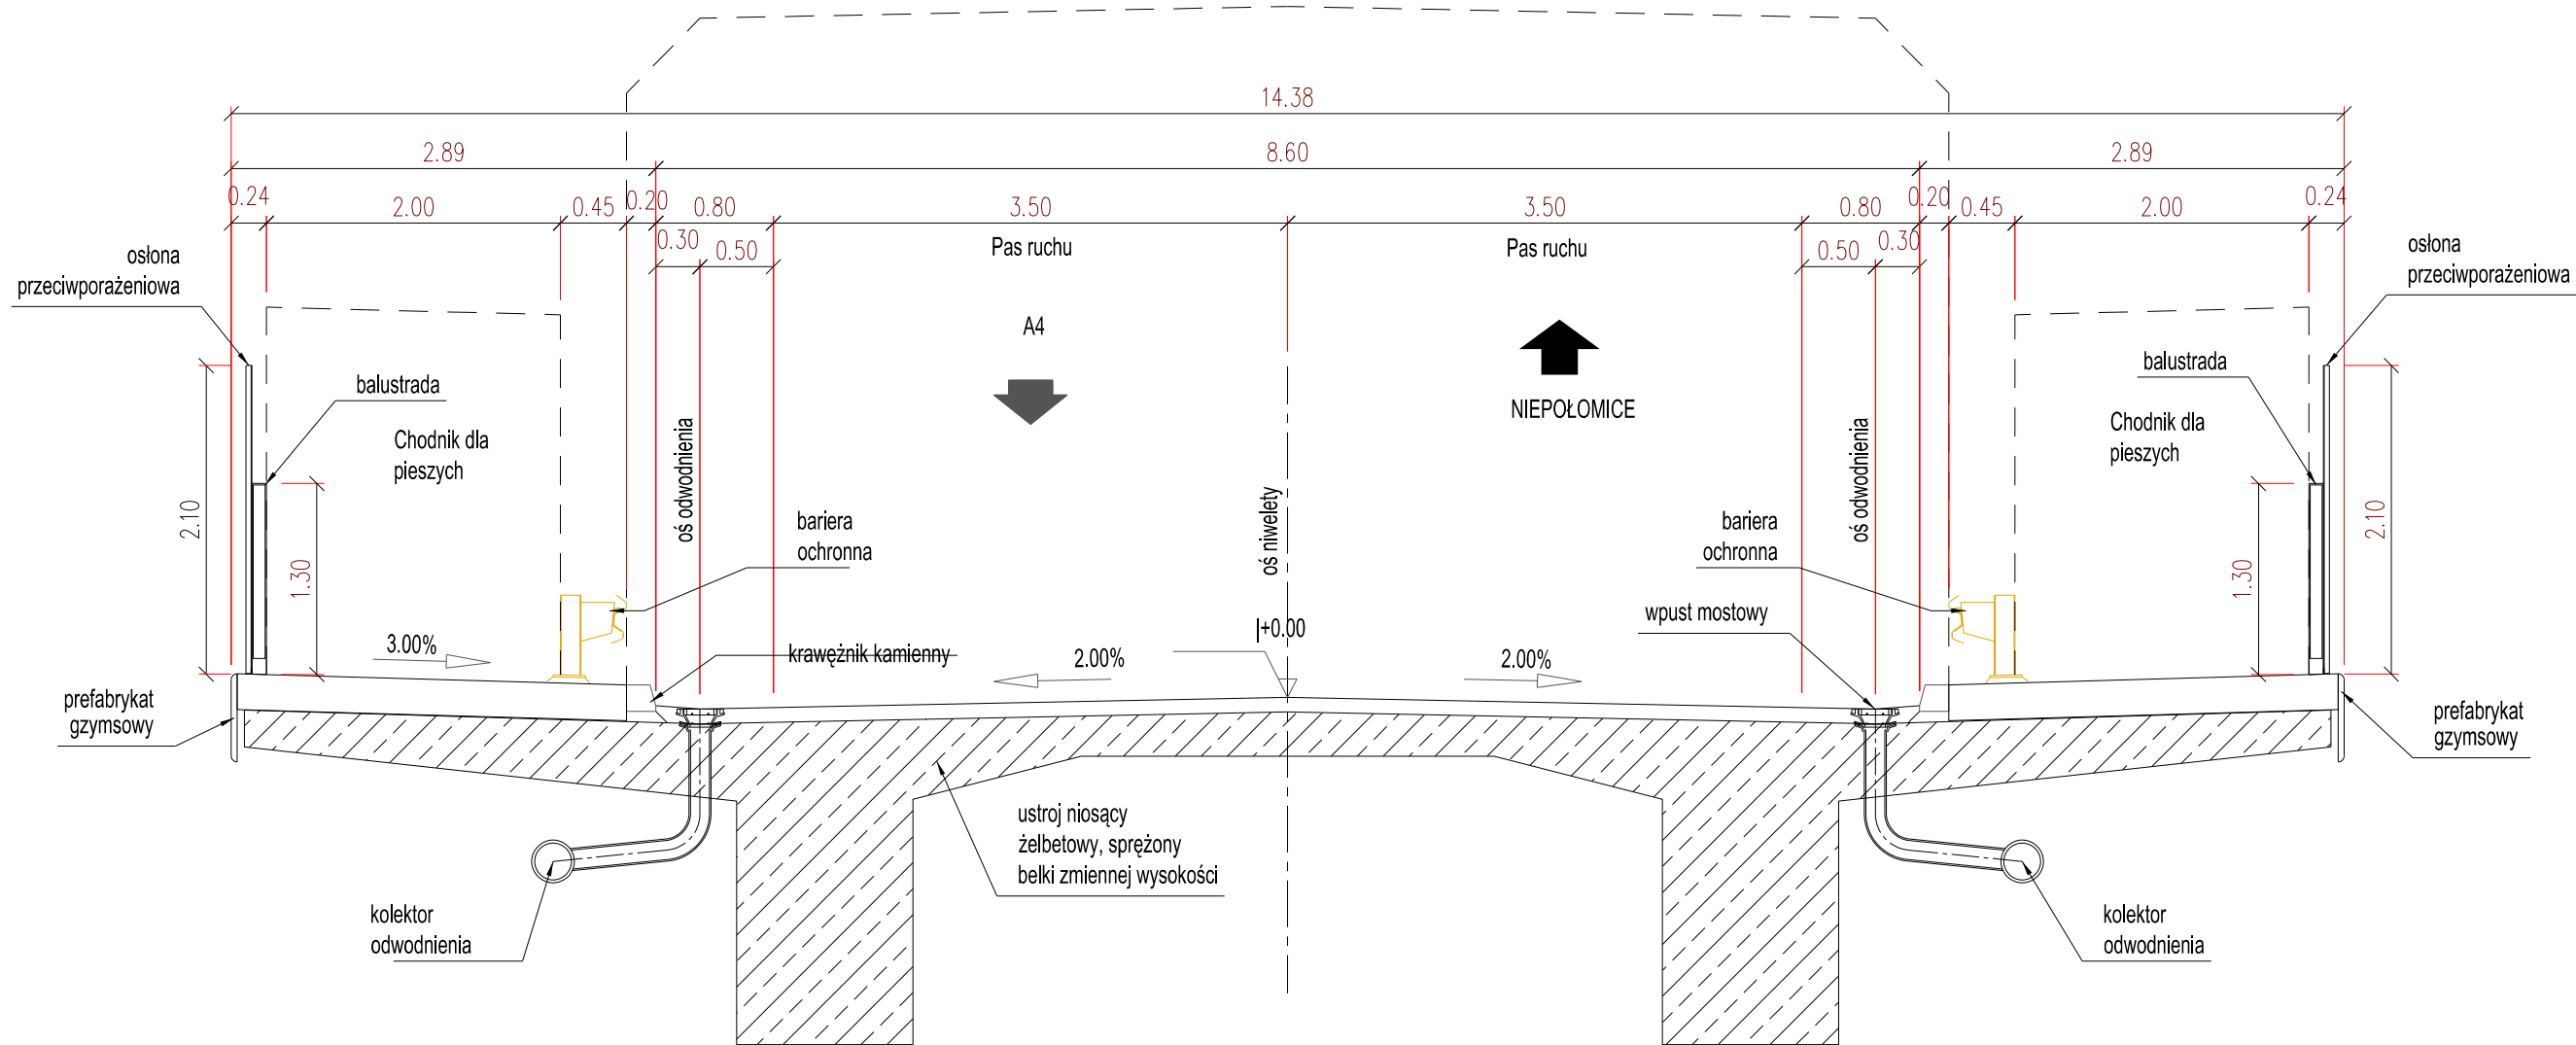 14.38
2.89
8.60
2.89
0.24
2.00
0.45
0.20
0.80
3.50
3.50
0.80
0.20
0.45
2.00
0.24
0.30
0.50
0.50
0.30
Pas ruchu
Pas ruchu
osłona
przeciwporażeniowa
osłona
przeciwporażeniowa
A4
NIEPOŁOMICE
balustrada
balustrada
Chodnik dla
pieszych
Chodnik dla
pieszych
oś odwodnienia
oś niwelety
oś odwodnienia
2.10
1.30
1.30
2.10
bariera
ochronna
bariera
ochronna
wpust mostowy
+0.00
3.00%
krawężnik kamienny
2.00%
2.00%
prefabrykat
gzymsowy
prefabrykat
gzymsowy
ustroj niosący
żelbetowy, sprężony
belki zmiennej wysokości
kolektor
odwodnienia
kolektor
odwodnienia